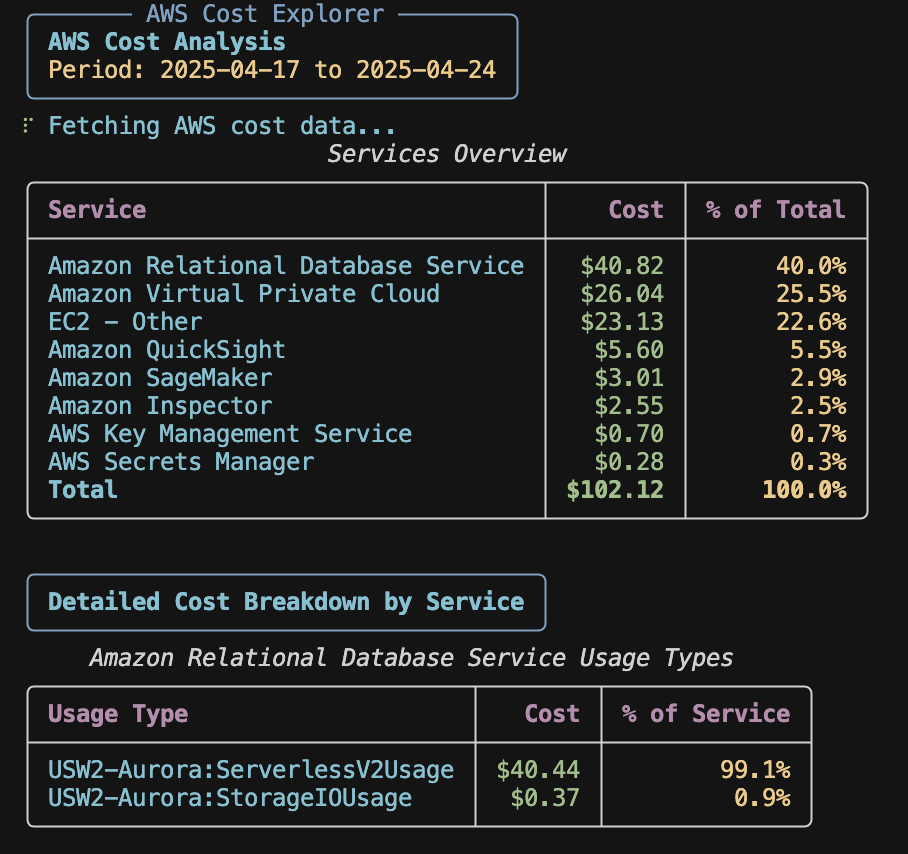 AWS Cost Explorer
AWS Cost Analysis
Period: 2025-04-17 to 2025-04-24
Fetching AWS cost data...
Services Overview
Service Cost % of Total
Amazon Relational Database Service $40.82 40.0%
Amazon Virtual Private Cloud $26.04 25.5%
EC2 - Other $23.13 22.6%
Amazon QuickSight $5.60 5.5%
Amazon SageMaker $3.01 2.9%
Amazon Inspector $2.55 2.5%
AWS Key Management Service $0.70 0.7%
AWS Secrets Manager $0.28 0.3%
Total $102.12 100.0%
Detailed Cost Breakdown by Service
Amazon Relational Database Service Usage Types
Usage Type Cost % of Service
USW2-Aurora:ServerlessV2Usage $40.44 99.1%
USW2-Aurora:StorageIOUsage $0.37 0.9%